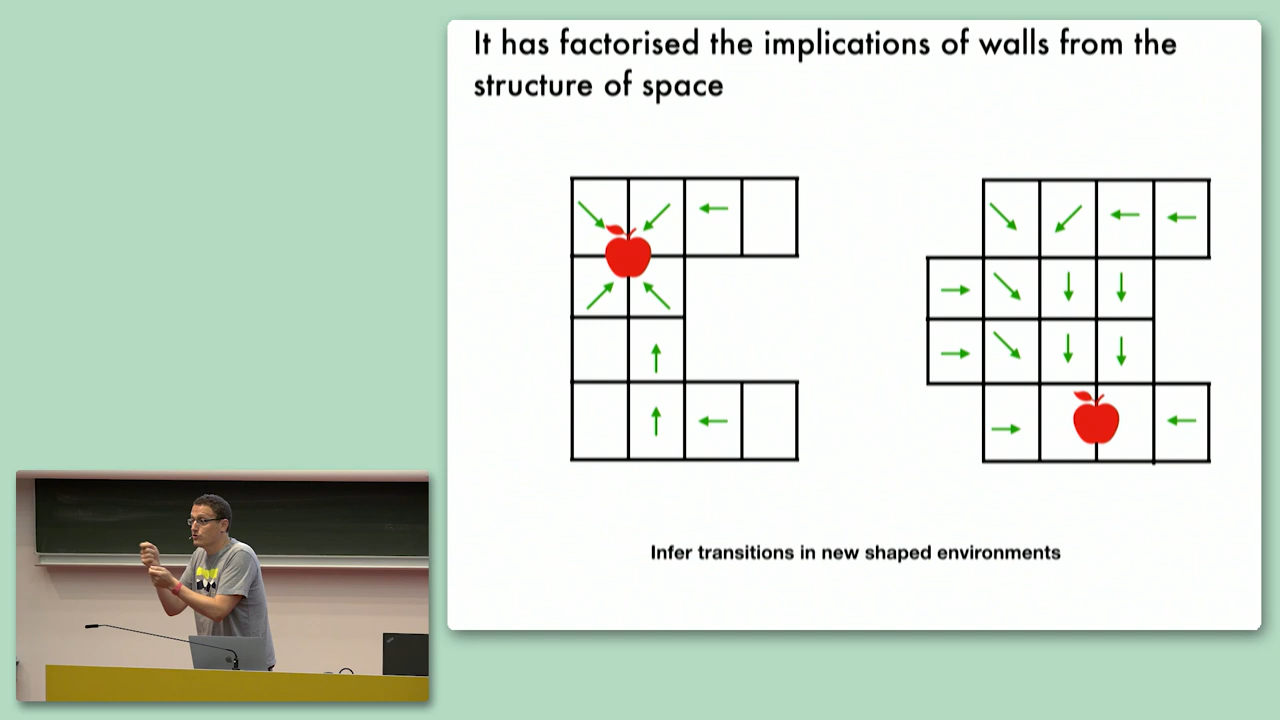 It has factorised the implications of walls from the
structure of space
Infer transitions in new shaped environments